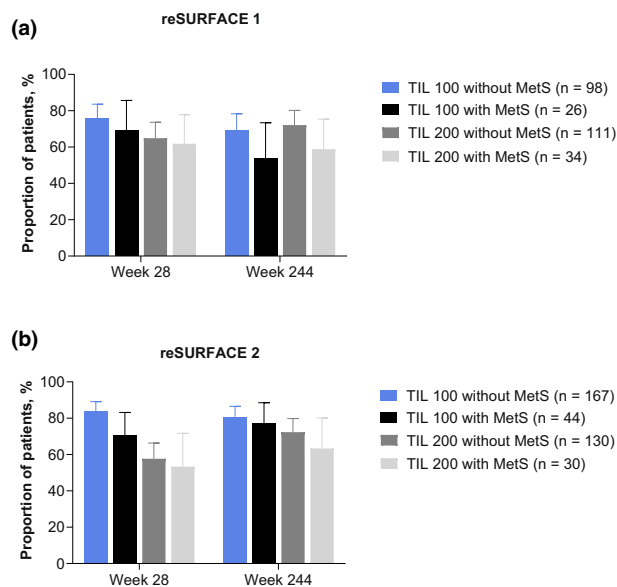 (a)
reSURFACE 1
Proportion of patients, %
100
80
60
40
20
0
Week 28
Week 244
TIL 100 without MetS (n = 98)
TIL 100 with MetS (n = 26)
TIL 200 without MetS (n = 111)
TIL 200 with MetS (n = 34)
(b)
reSURFACE 2
Proportion of patients, %
100
80
60
40
20
0
Week 28
Week 244
TIL 100 without MetS (n = 167)
TIL 100 with MetS (n = 44)
TIL 200 without MetS (n = 130)
TIL 200 with MetS (n = 30)